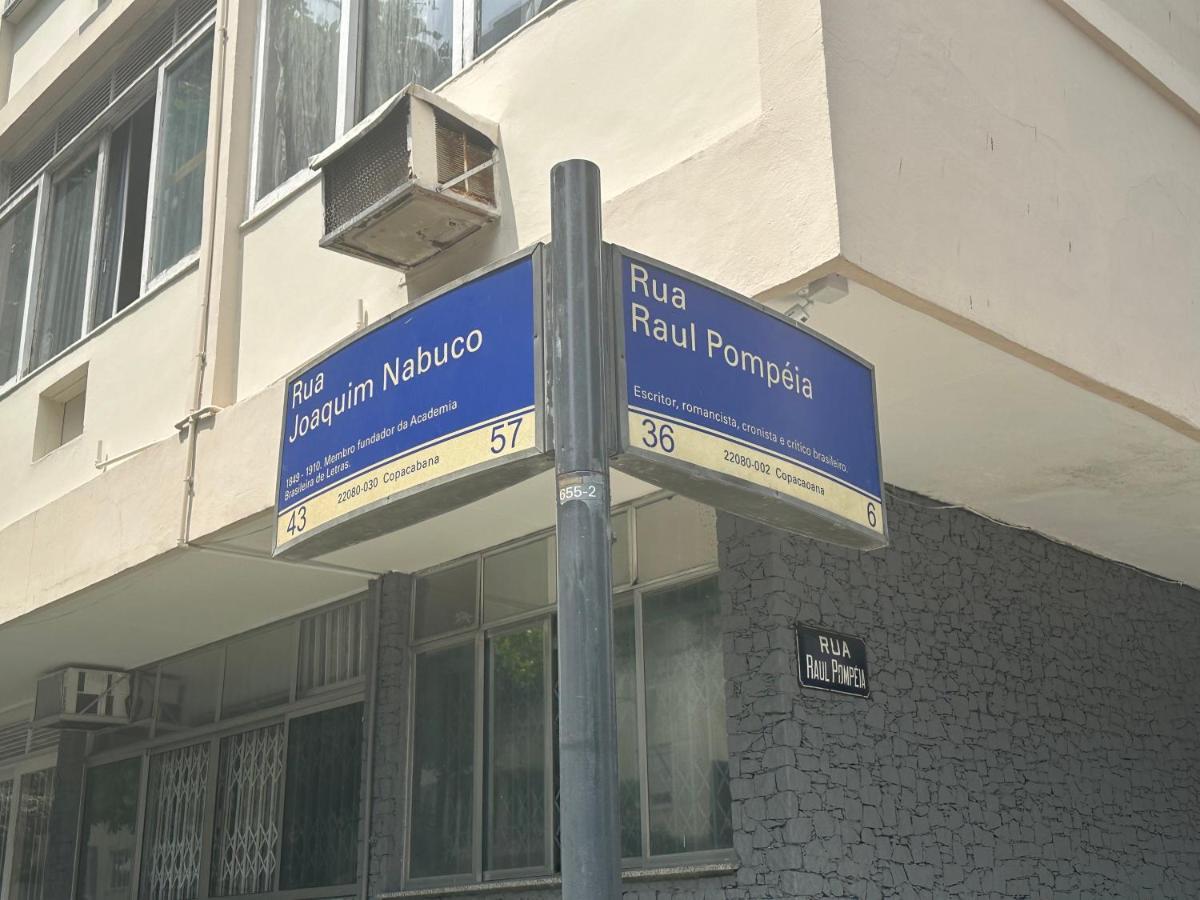 Rua
Joaquim Nabuco
1849 - 1910. Membro fundador da Academia
Brasileira de Letras.
22080-030 Copacabana
43
57
Rua
Raul Pompéia
Escritor, romancista, cronista e crítico brasileiro.
36
22080-002 Copacabana
6
655-2
RUA
RAUL POMPÉIA